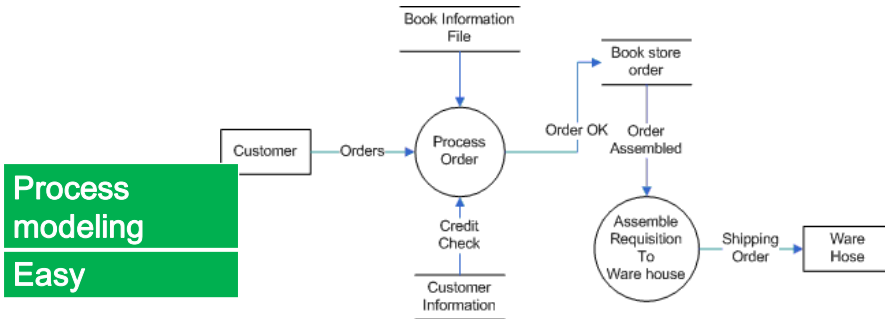 Book Information
File
Book store
order
Order OK
Order
Assembled
Customer
Orders
Process
Order
Process
modeling
Easy
Credit
Check
Customer
Information
Assemble
Requisition
To
Ware house
Shipping
Order
Ware
Hose